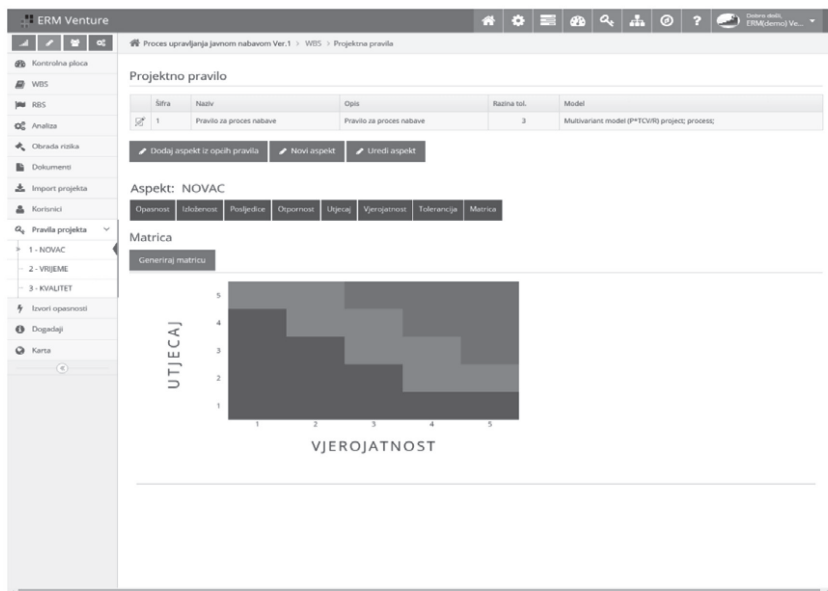 ERM Venture
Dobro došli,
ERM(demo) Ve...
Proces upravljanja javnom nabavom Ver.1 > WBS > Projektna pravila
Kontrolna ploca
WBS
RBS
Analiza
Obrada rizika
Dokumenti
Import projekta
Korisnici
Pravila projekta
1 - NOVAC
2 - VRIJEME
3 - KVALITET
Izvori opasnosti
Događaji
Karta
Projektno pravilo
Šifra Naziv Opis Razina tol. Model
1 Pravilo za proces nabave Pravilo za proces nabave 3 Multivariant model (P*TCV/R) project; process;
Dodaj aspekt iz općih pravila Novi aspekt Uredi aspekt
Aspekt: NOVAC
Opasnost Izloženost Posljedice Otpornost Utjecaj Vjerojatnost Tolerancija Matrica
Matrica
Generiraj matricu
UTJECAJ
5
4
3
2
1
1 2 3 4 5
VJEROJATNOST